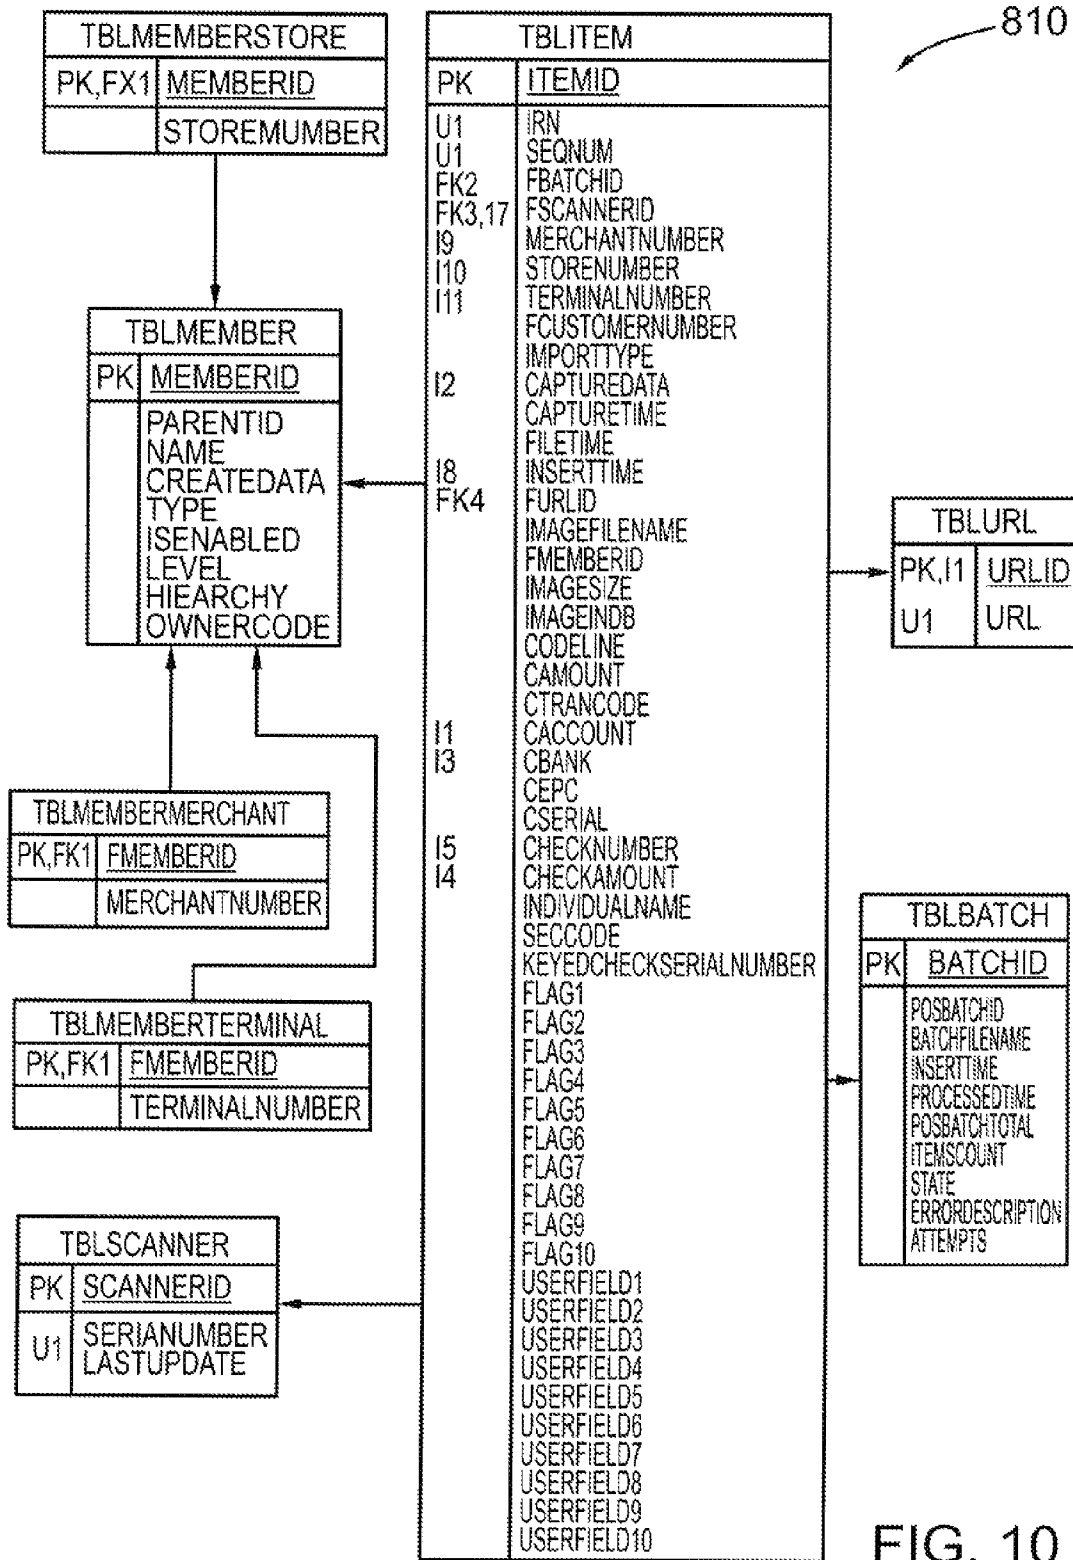 810
TBLMEMBERSTORE
PK,FX1 MEMBERID
STOREMUMBER
TBLMEMBER
PK MEMBERID
PARENTID
NAME
CREATEDATA
TYPE
ISENABLED
LEVEL
HIEARCHY
OWNERCODE
TBLMEMBERMERCHANT
PK,FK1 FMEMBERID
MERCHANTNUMBER
TBLMEMBERTERMINAL
PK,FK1 FMEMBERID
TERMINALNUMBER
TBLSCANNER
PK SCANNERID
U1 SERIANUMBER
LASTUPDATE
TBLITEM
PK ITEMID
U1 IRN
U1 SEQNUM
FK2 FBATCHID
FK3,17 FSCANNERID
I9 MERCHANTNUMBER
I10 STORENUMBER
I11 TERMINALNUMBER
FCUSTOMERNUMBER
IMPORTTYPE
I2 CAPTUREDATA
CAPTURETIME
FILETIME
I8 INSERTTIME
FK4 FURLID
IMAGEFILENAME
FMEMBERID
IMAGESIZE
IMAGEINDB
CODELINE
CAMOUNT
CTRANCODE
I1 CACCOUNT
I3 CBANK
CEPC
CSERIAL
I5 CHECKNUMBER
I4 CHECKAMOUNT
INDIVIDUALNAME
SECCODE
KEYEDCHECKSERIALNUMBER
FLAG1
FLAG2
FLAG3
FLAG4
FLAG5
FLAG6
FLAG7
FLAG8
FLAG9
FLAG10
USERFIELD1
USERFIELD2
USERFIELD3
USERFIELD4
USERFIELD5
USERFIELD6
USERFIELD7
USERFIELD8
USERFIELD9
USERFIELD10
TBLURL
PK,I1 URLID
U1 URL
TBLBATCH
PK BATCHID
POSBATCHID
BATCHFILENAME
INSERTTIME
PROCESSEDTIME
POSBATCHTOTAL
ITEMSCOUNT
STATE
ERRORDESCRIPTION
ATTEMPTS
FIG. 10